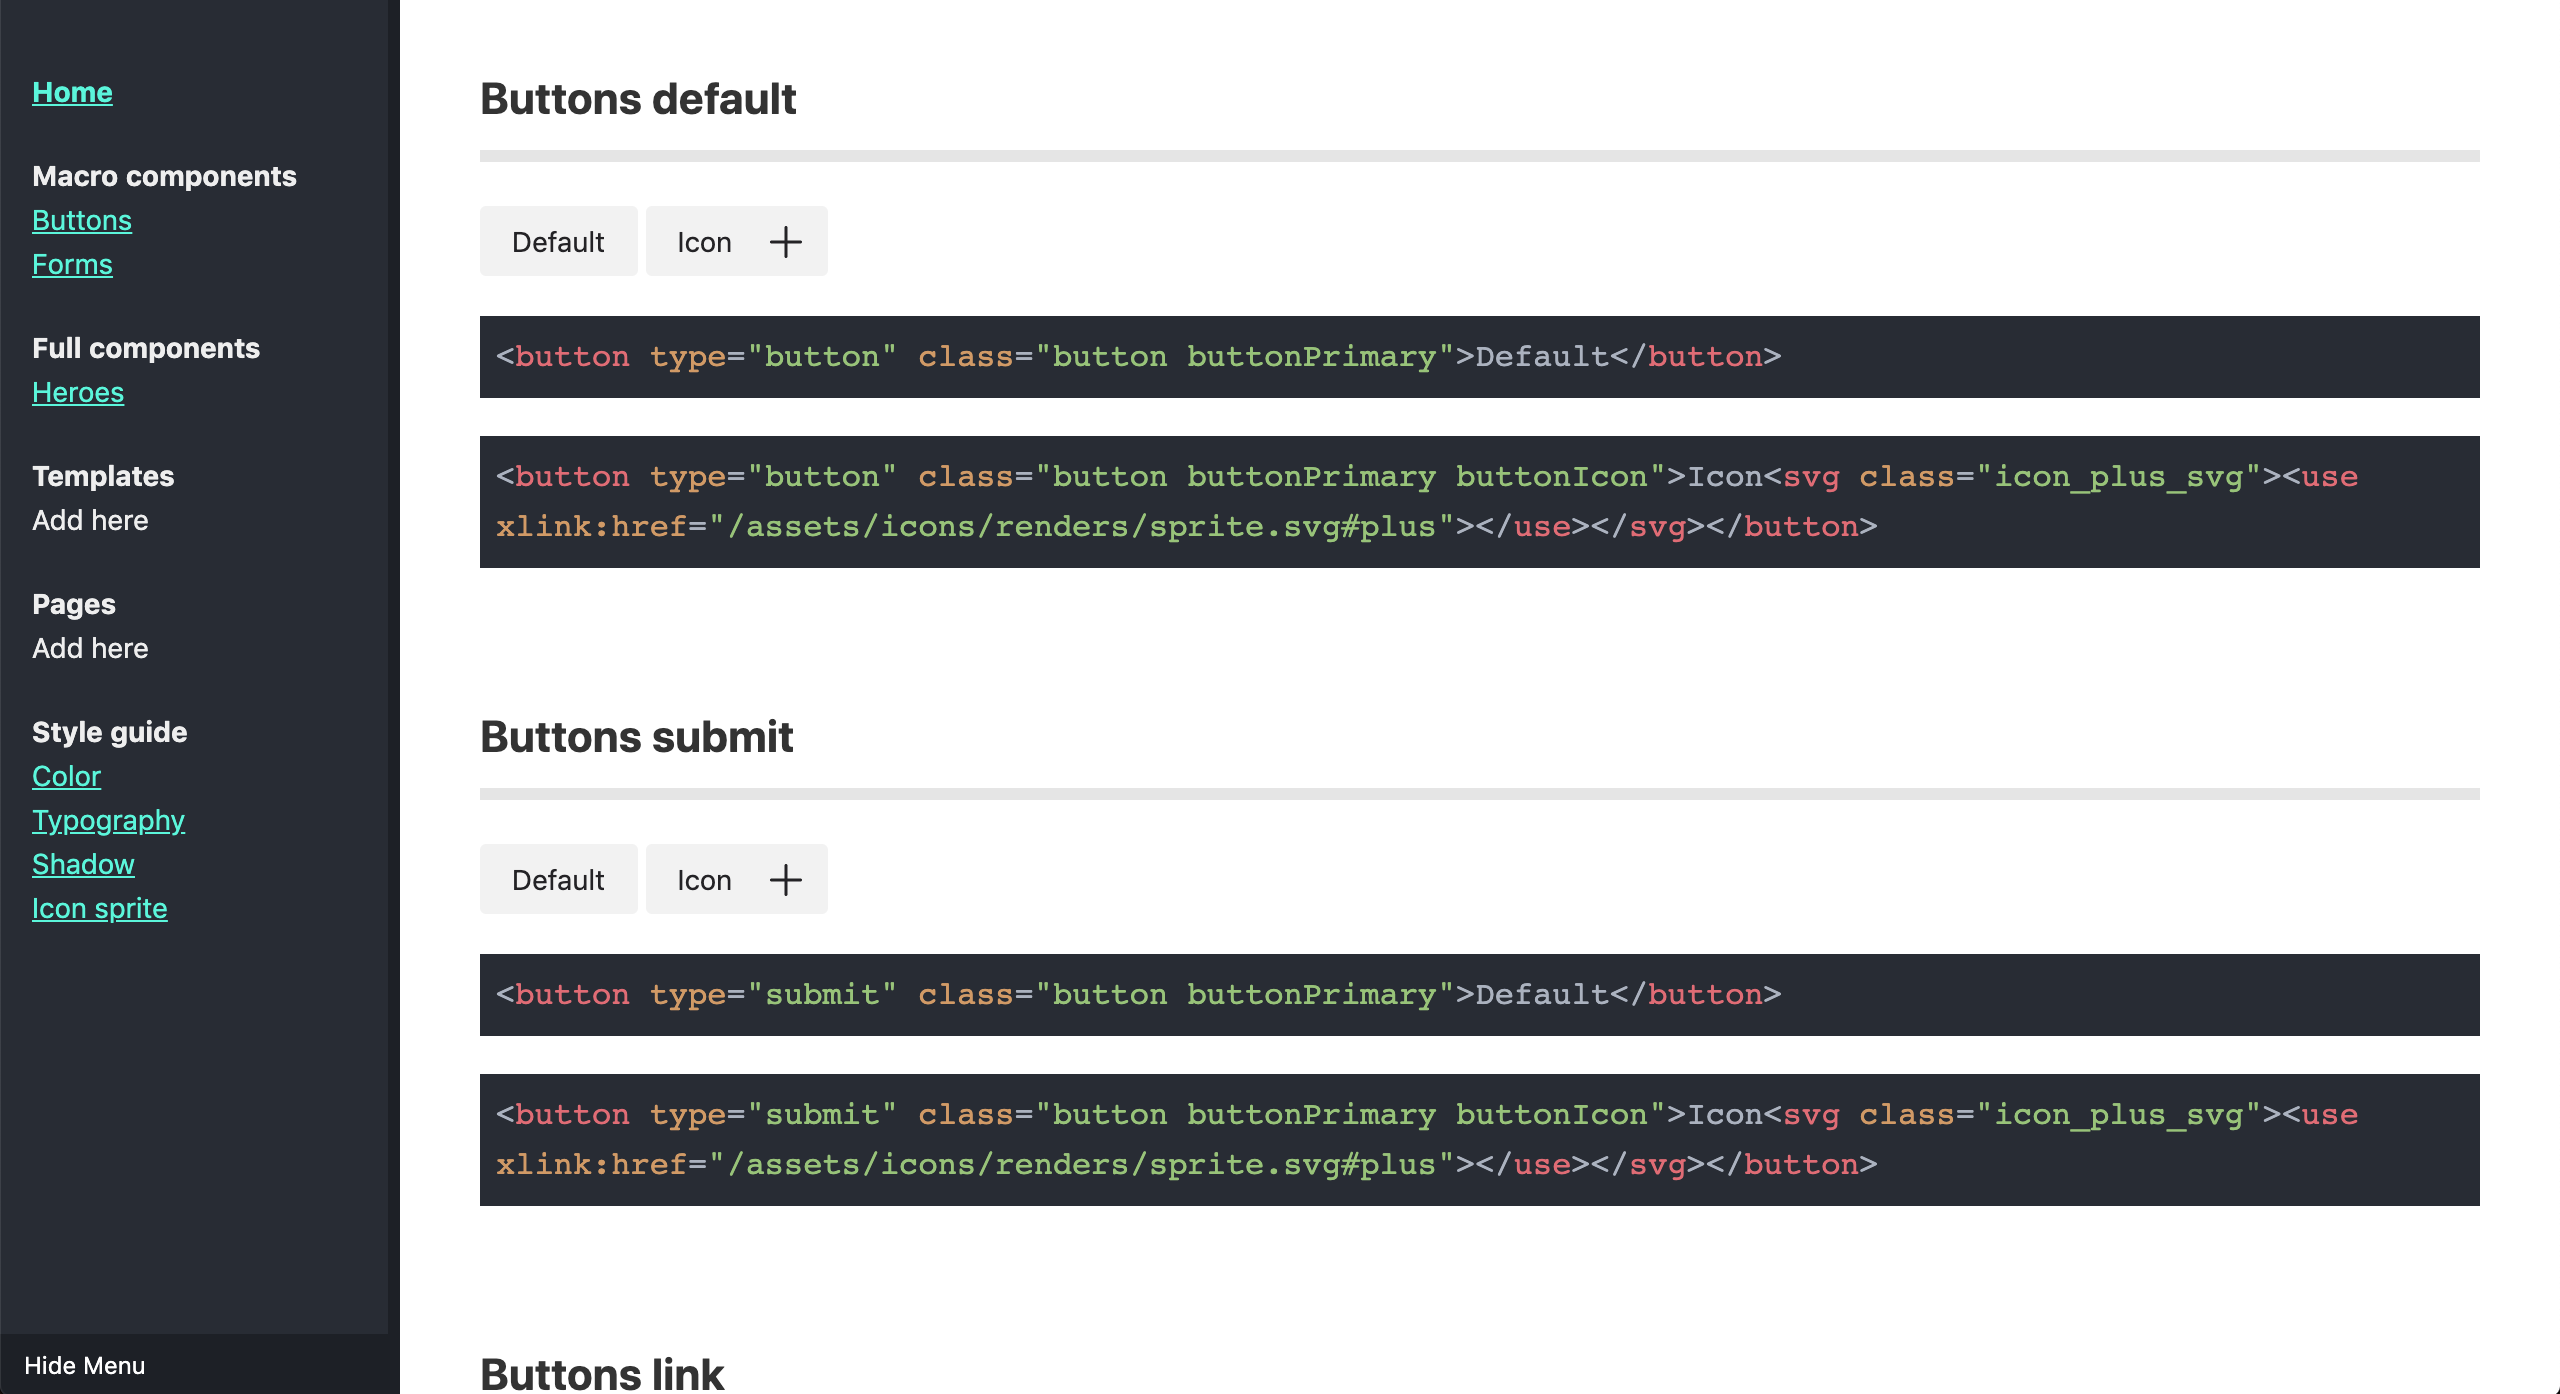 Home
Macro components
Buttons
Forms
Full components
Heroes
Templates
Add here
Pages
Add here
Style guide
Color
Typography
Shadow
Icon sprite
Hide Menu
Buttons default
Default Icon
<button type="button" class="button buttonPrimary">Default</button>
<button type="button" class="button buttonPrimary buttonIcon">Icon<svg class="icon_plus_svg"><use
xlink:href="/assets/icons/renders/sprite.svg#plus"></use></svg></button>
Buttons submit
Default Icon
<button type="submit" class="button buttonPrimary">Default</button>
<button type="submit" class="button buttonPrimary buttonIcon">Icon<svg class="icon_plus_svg"><use
xlink:href="/assets/icons/renders/sprite.svg#plus"></use></svg></button>
Buttons link